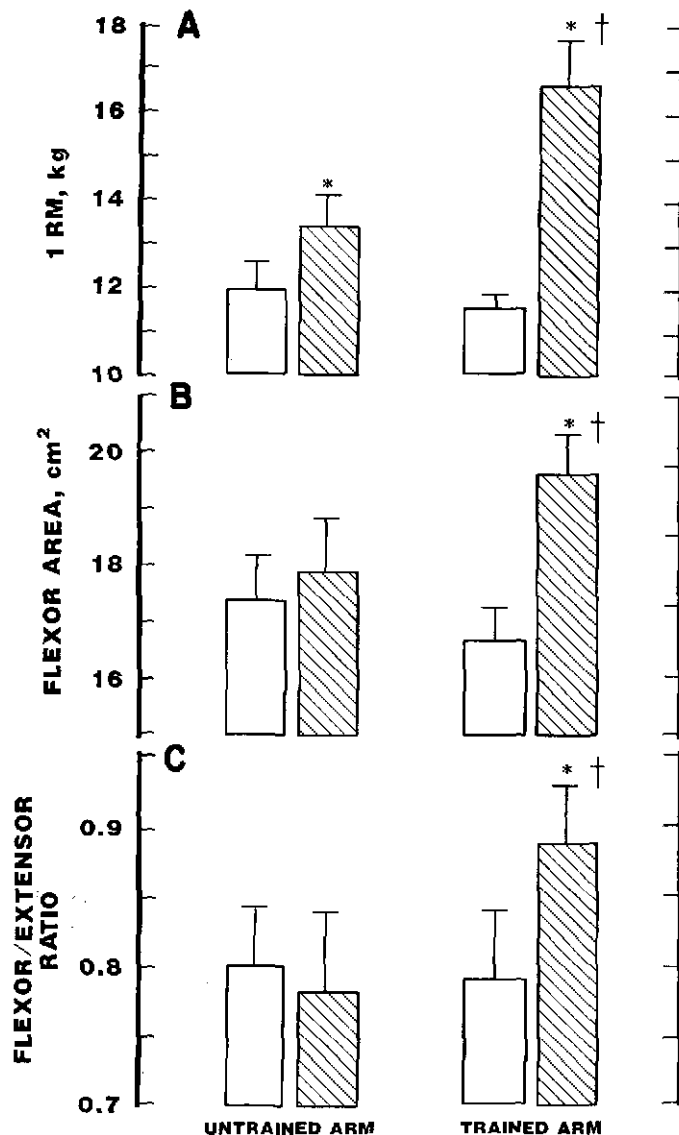 A
18
16
14
12
10
1 RM, kg
* 
* †
B
20
18
16
FLEXOR AREA, cm²
* †
C
0.9
0.8
0.7
FLEXOR/EXTENSOR
RATIO
* †
UNTRAINED ARM
TRAINED ARM